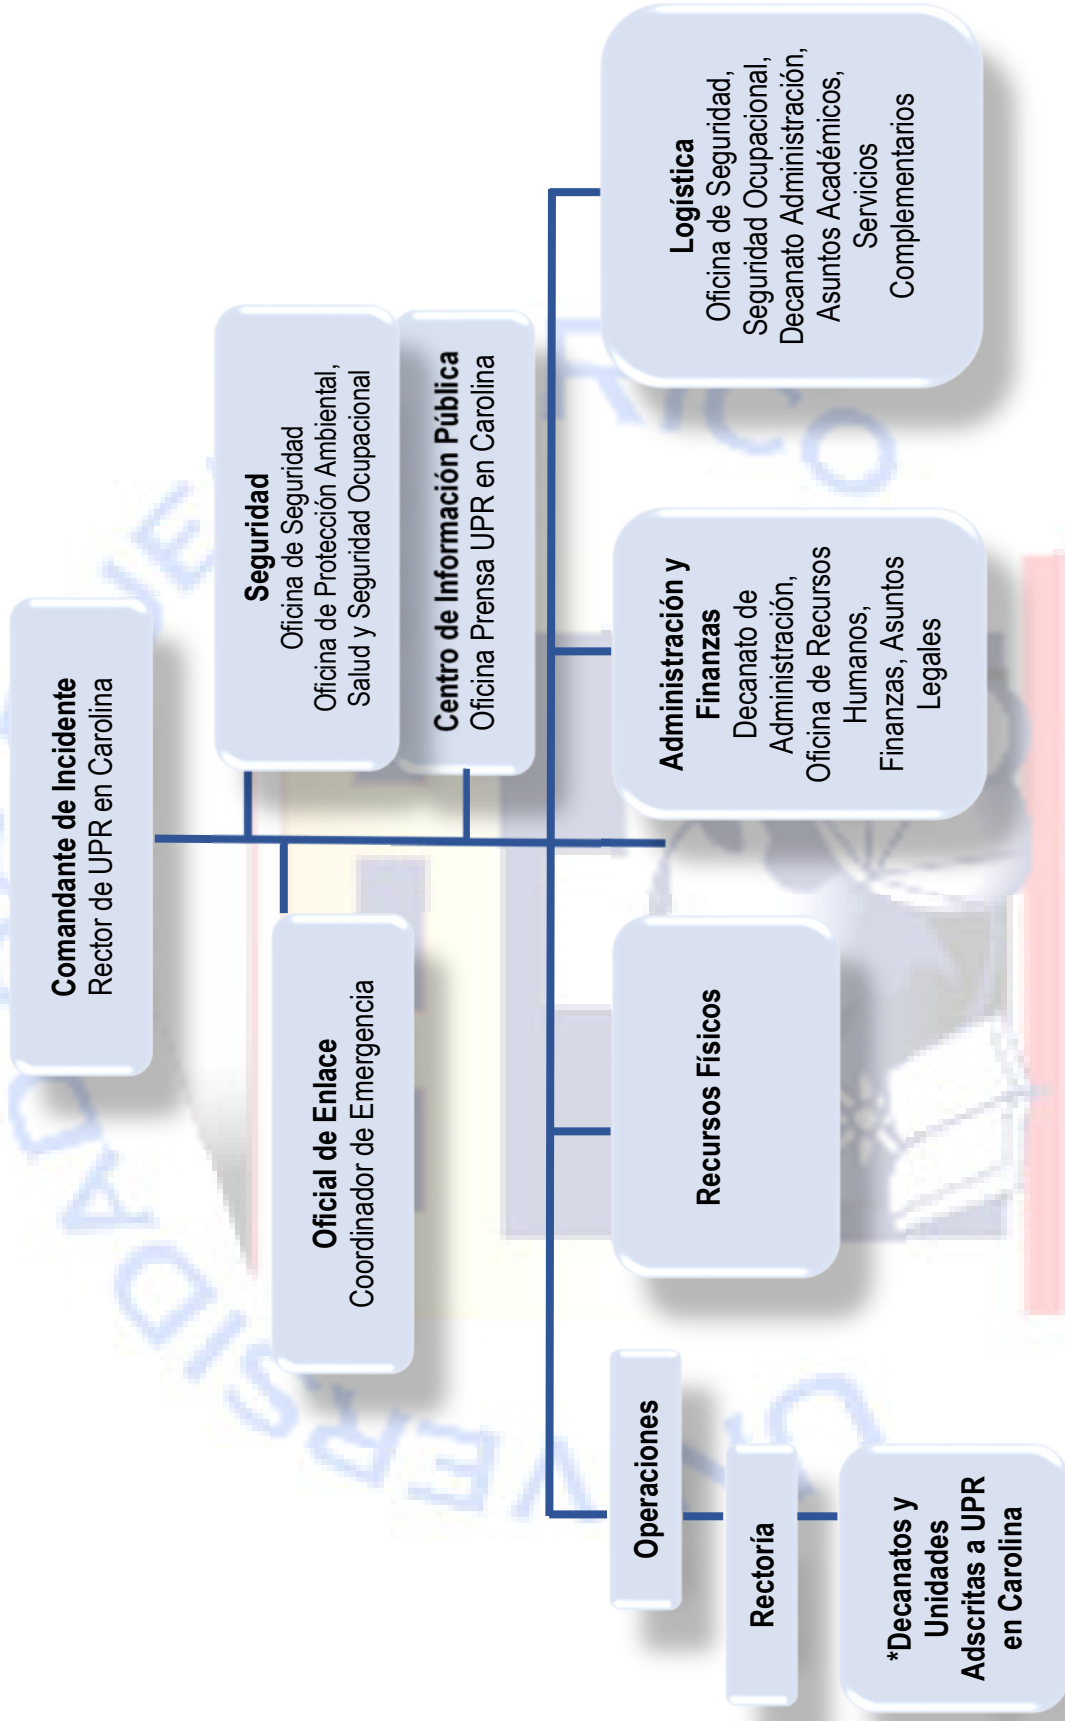 Comandante de Incidente
Rector de UPR en Carolina
Oficial de Enlace
Coordinador de Emergencia
Seguridad
Oficina de Seguridad
Oficina de Protección Ambiental,
Salud y Seguridad Ocupacional
Centro de Información Pública
Oficina Prensa UPR en Carolina
Operaciones
Rectoría
*Decanatos y
Unidades
Adscritas a UPR
en Carolina
Recursos Físicos
Administración y
Finanzas
Decanato de
Administración,
Oficina de Recursos
Humanos,
Finanzas, Asuntos
Legales
Logística
Oficina de Seguridad,
Seguridad Ocupacional,
Decanato Administración,
Asuntos Académicos,
Servicios
Complementarios
RICO